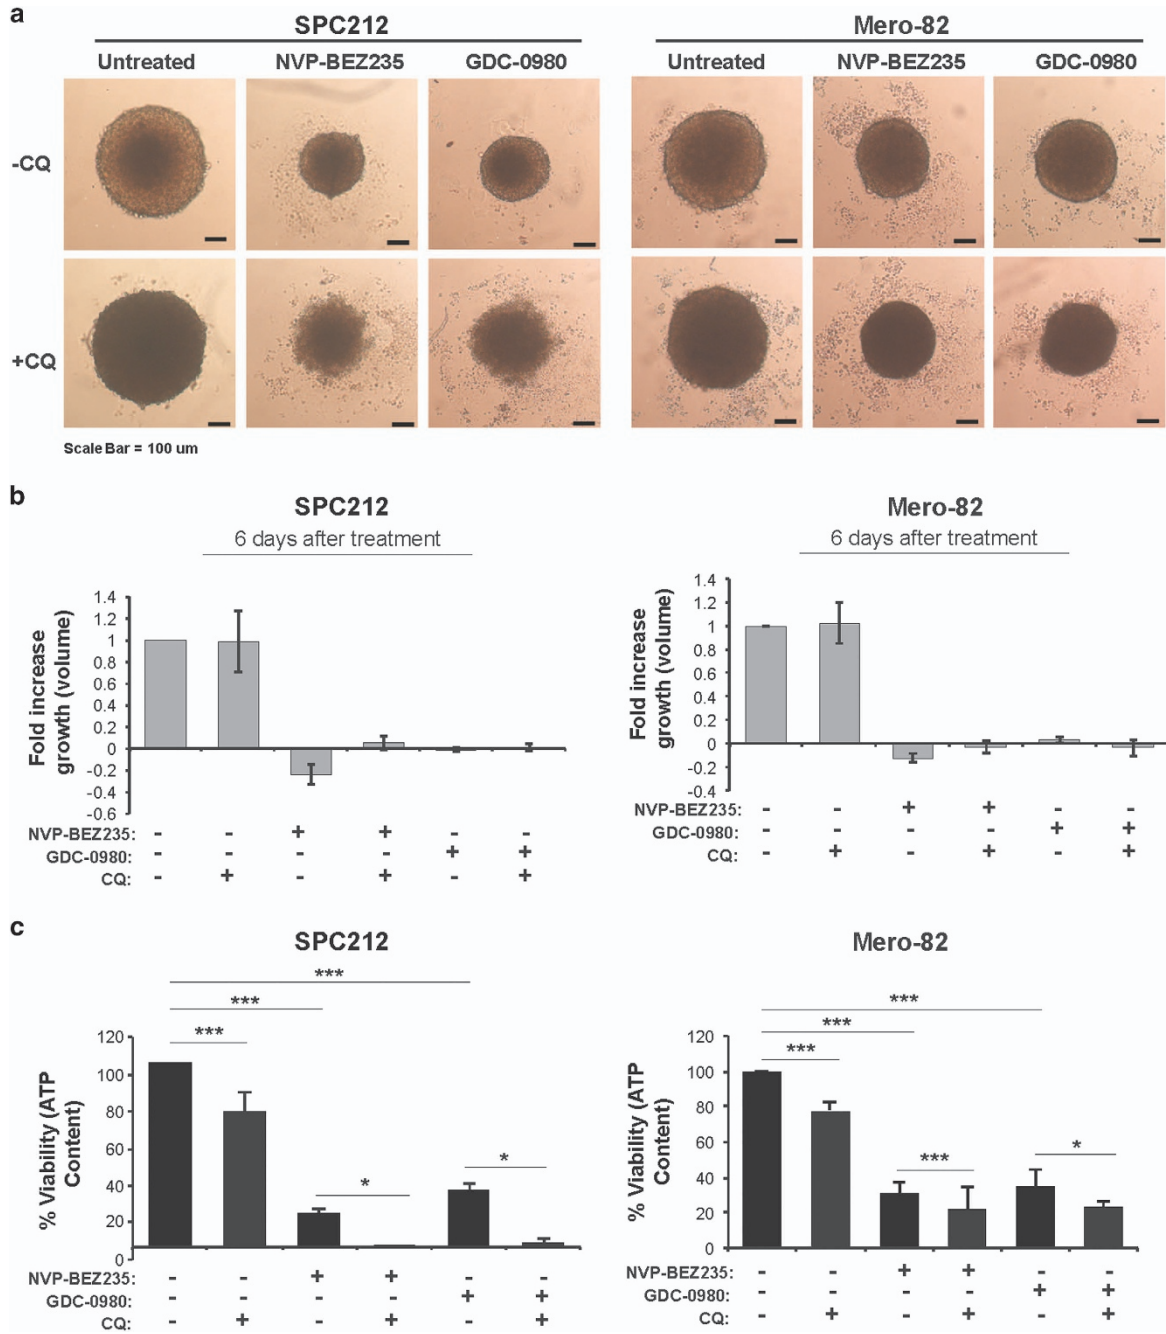 a
SPC212 Mero-82
Untreated NVP-BEZ235 GDC-0980 Untreated NVP-BEZ235 GDC-0980
-CQ
+CQ
Scale Bar = 100 um
b
SPC212
6 days after treatment
Fold increase
growth (volume)
1.4
1.2
1
0.8
0.6
0.4
0.2
0
-0.2
-0.4
-0.6
NVP-BEZ235: - - + + - -
GDC-0980: - - - - + +
CQ: - + - + - +
Mero-82
6 days after treatment
Fold increase
growth (volume)
1.4
1.2
1
0.8
0.6
0.4
0.2
0
-0.2
-0.4
NVP-BEZ235: - - + + - -
GDC-0980: - - - - + +
CQ: - + - + - +
c
SPC212
***
***
***
*
*
% Viability (ATP
Content)
120
100
80
60
40
20
0
NVP-BEZ235: - - + + - -
GDC-0980: - - - - + +
CQ: - + - + - +
Mero-82
***
***
***
***
*
% Viability (ATP
Content)
120
100
80
60
40
20
0
NVP-BEZ235: - - + + - -
GDC-0980: - - - - + +
CQ: - + - + - +